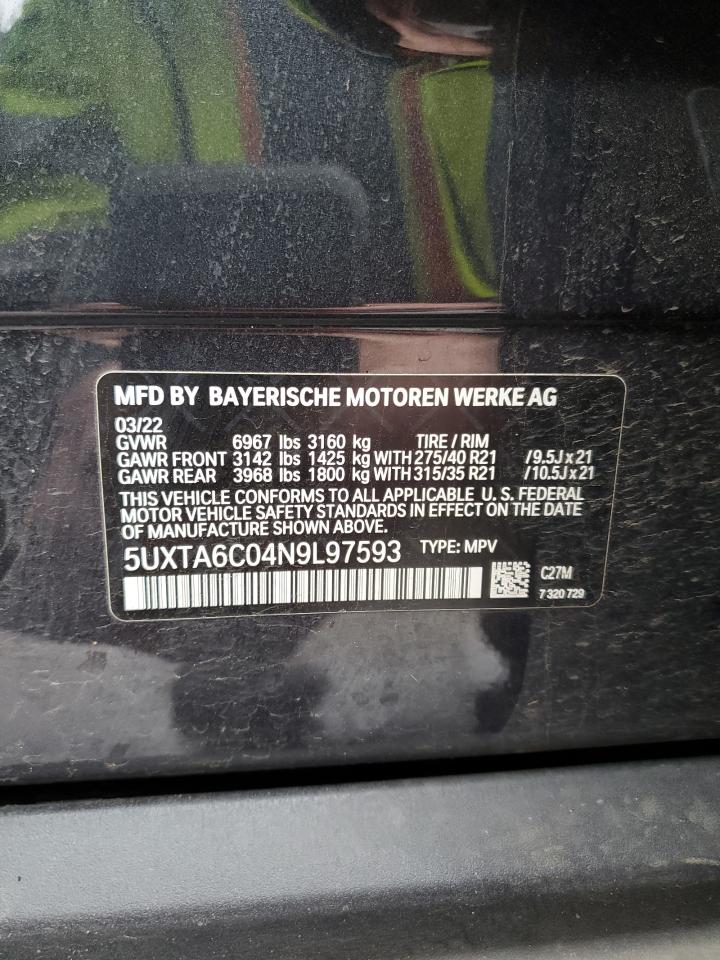 MFD BY BAYERISCHE MOTOREN WERKE AG
03/22
GVWR 6967 lbs 3160 kg TIRE / RIM
GAWR FRONT 3142 lbs 1425 kg WITH 275/40 R21 /9.5J x 21
GAWR REAR 3968 lbs 1800 kg WITH 315/35 R21 /10.5J x 21
THIS VEHICLE CONFORMS TO ALL APPLICABLE U. S. FEDERAL
MOTOR VEHICLE SAFETY STANDARDS IN EFFECT ON THE DATE
OF MANUFACTURE SHOWN ABOVE.
5UXTA6C04N9L97593 TYPE: MPV
C27M
7 320 729